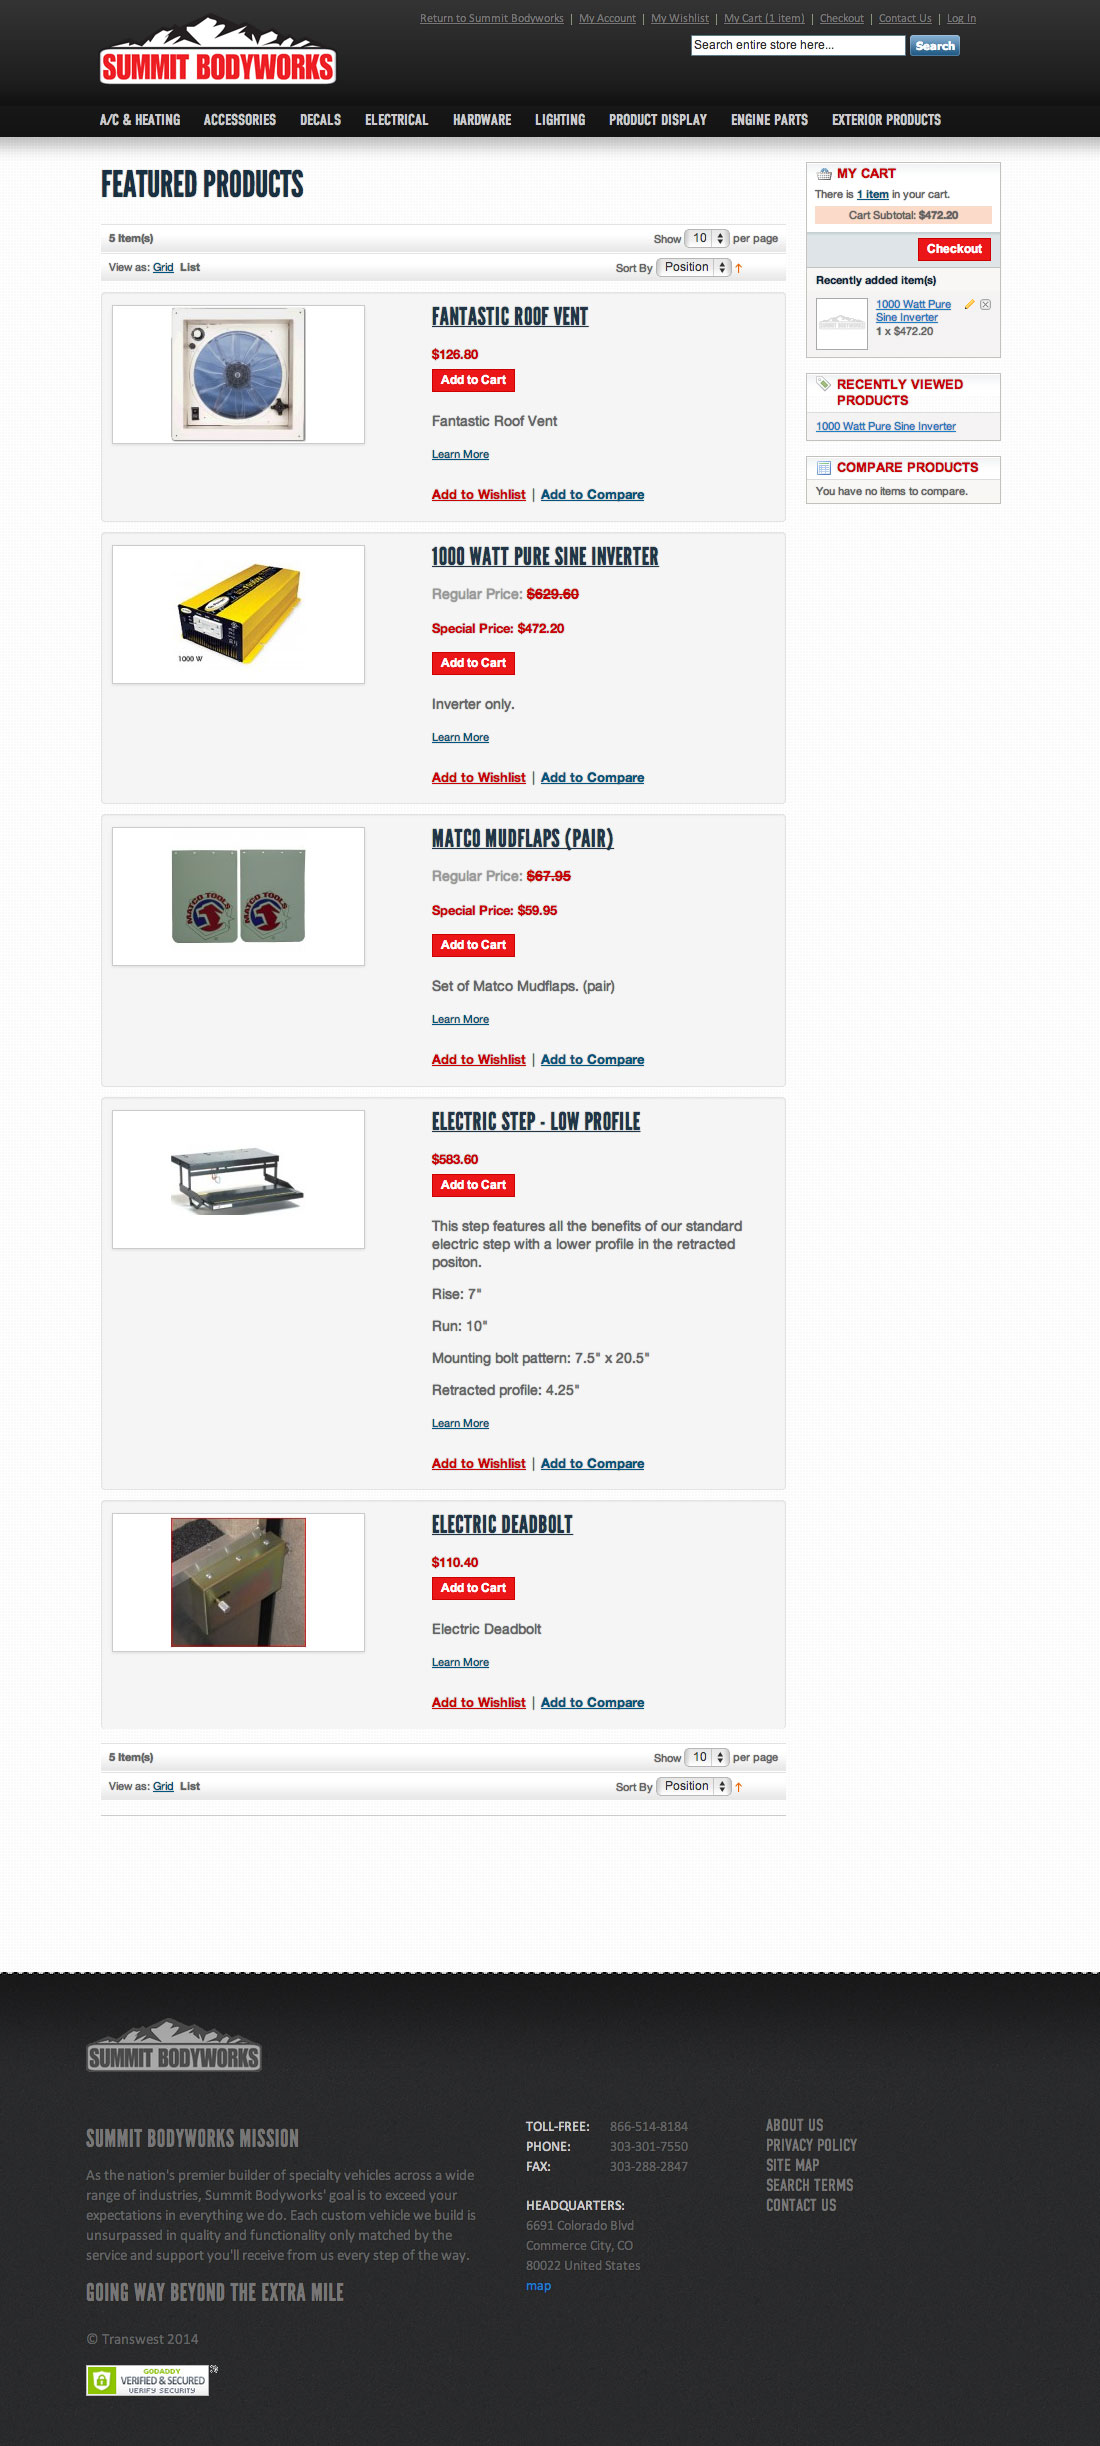 Return to Summit Bodyworks | My Account | My Wishlist | My Cart (1 item) | Checkout | Contact Us | Log In
SUMMIT BODYWORKS
Search entire store here... Search
A/C & HEATING ACCESSORIES DECALS ELECTRICAL HARDWARE LIGHTING PRODUCT DISPLAY ENGINE PARTS EXTERIOR PRODUCTS
FEATURED PRODUCTS
5 Item(s) Show 10 per page
View as: Grid List Sort By Position
FANTASTIC ROOF VENT
$126.80
Add to Cart
Fantastic Roof Vent
Learn More
Add to Wishlist | Add to Compare
1000 W
1000 WATT PURE SINE INVERTER
Regular Price: $629.60
Special Price: $472.20
Add to Cart
Inverter only.
Learn More
Add to Wishlist | Add to Compare
MATCO TOOLS
MATCO TOOLS
MATCO MUDFLAPS (PAIR)
Regular Price: $67.95
Special Price: $59.95
Add to Cart
Set of Matco Mudflaps. (pair)
Learn More
Add to Wishlist | Add to Compare
ELECTRIC STEP - LOW PROFILE
$583.60
Add to Cart
This step features all the benefits of our standard
electric step with a lower profile in the retracted
positon.
Rise: 7"
Run: 10"
Mounting bolt pattern: 7.5" x 20.5"
Retracted profile: 4.25"
Learn More
Add to Wishlist | Add to Compare
ELECTRIC DEADBOLT
$110.40
Add to Cart
Electric Deadbolt
Learn More
Add to Wishlist | Add to Compare
5 Item(s) Show 10 per page
View as: Grid List Sort By Position
MY CART
There is 1 item in your cart.
Cart Subtotal: $472.20
Checkout
Recently added item(s)
SUMMIT BODYWORKS
1000 Watt Pure
Sine Inverter
1 x $472.20
RECENTLY VIEWED
PRODUCTS
1000 Watt Pure Sine Inverter
COMPARE PRODUCTS
You have no items to compare.
SUMMIT BODYWORKS
SUMMIT BODYWORKS MISSION
As the nation's premier builder of specialty vehicles across a wide
range of industries, Summit Bodyworks' goal is to exceed your
expectations in everything we do. Each custom vehicle we build is
unsurpassed in quality and functionality only matched by the
service and support you'll receive from us every step of the way.
GOING WAY BEYOND THE EXTRA MILE
© Transwest 2014
GODADDY
VERIFIED & SECURED
VERIFY SECURITY
TOLL-FREE: 866-514-8184
PHONE: 303-301-7550
FAX: 303-288-2847
HEADQUARTERS:
6691 Colorado Blvd
Commerce City, CO
80022 United States
map
ABOUT US
PRIVACY POLICY
SITE MAP
SEARCH TERMS
CONTACT US